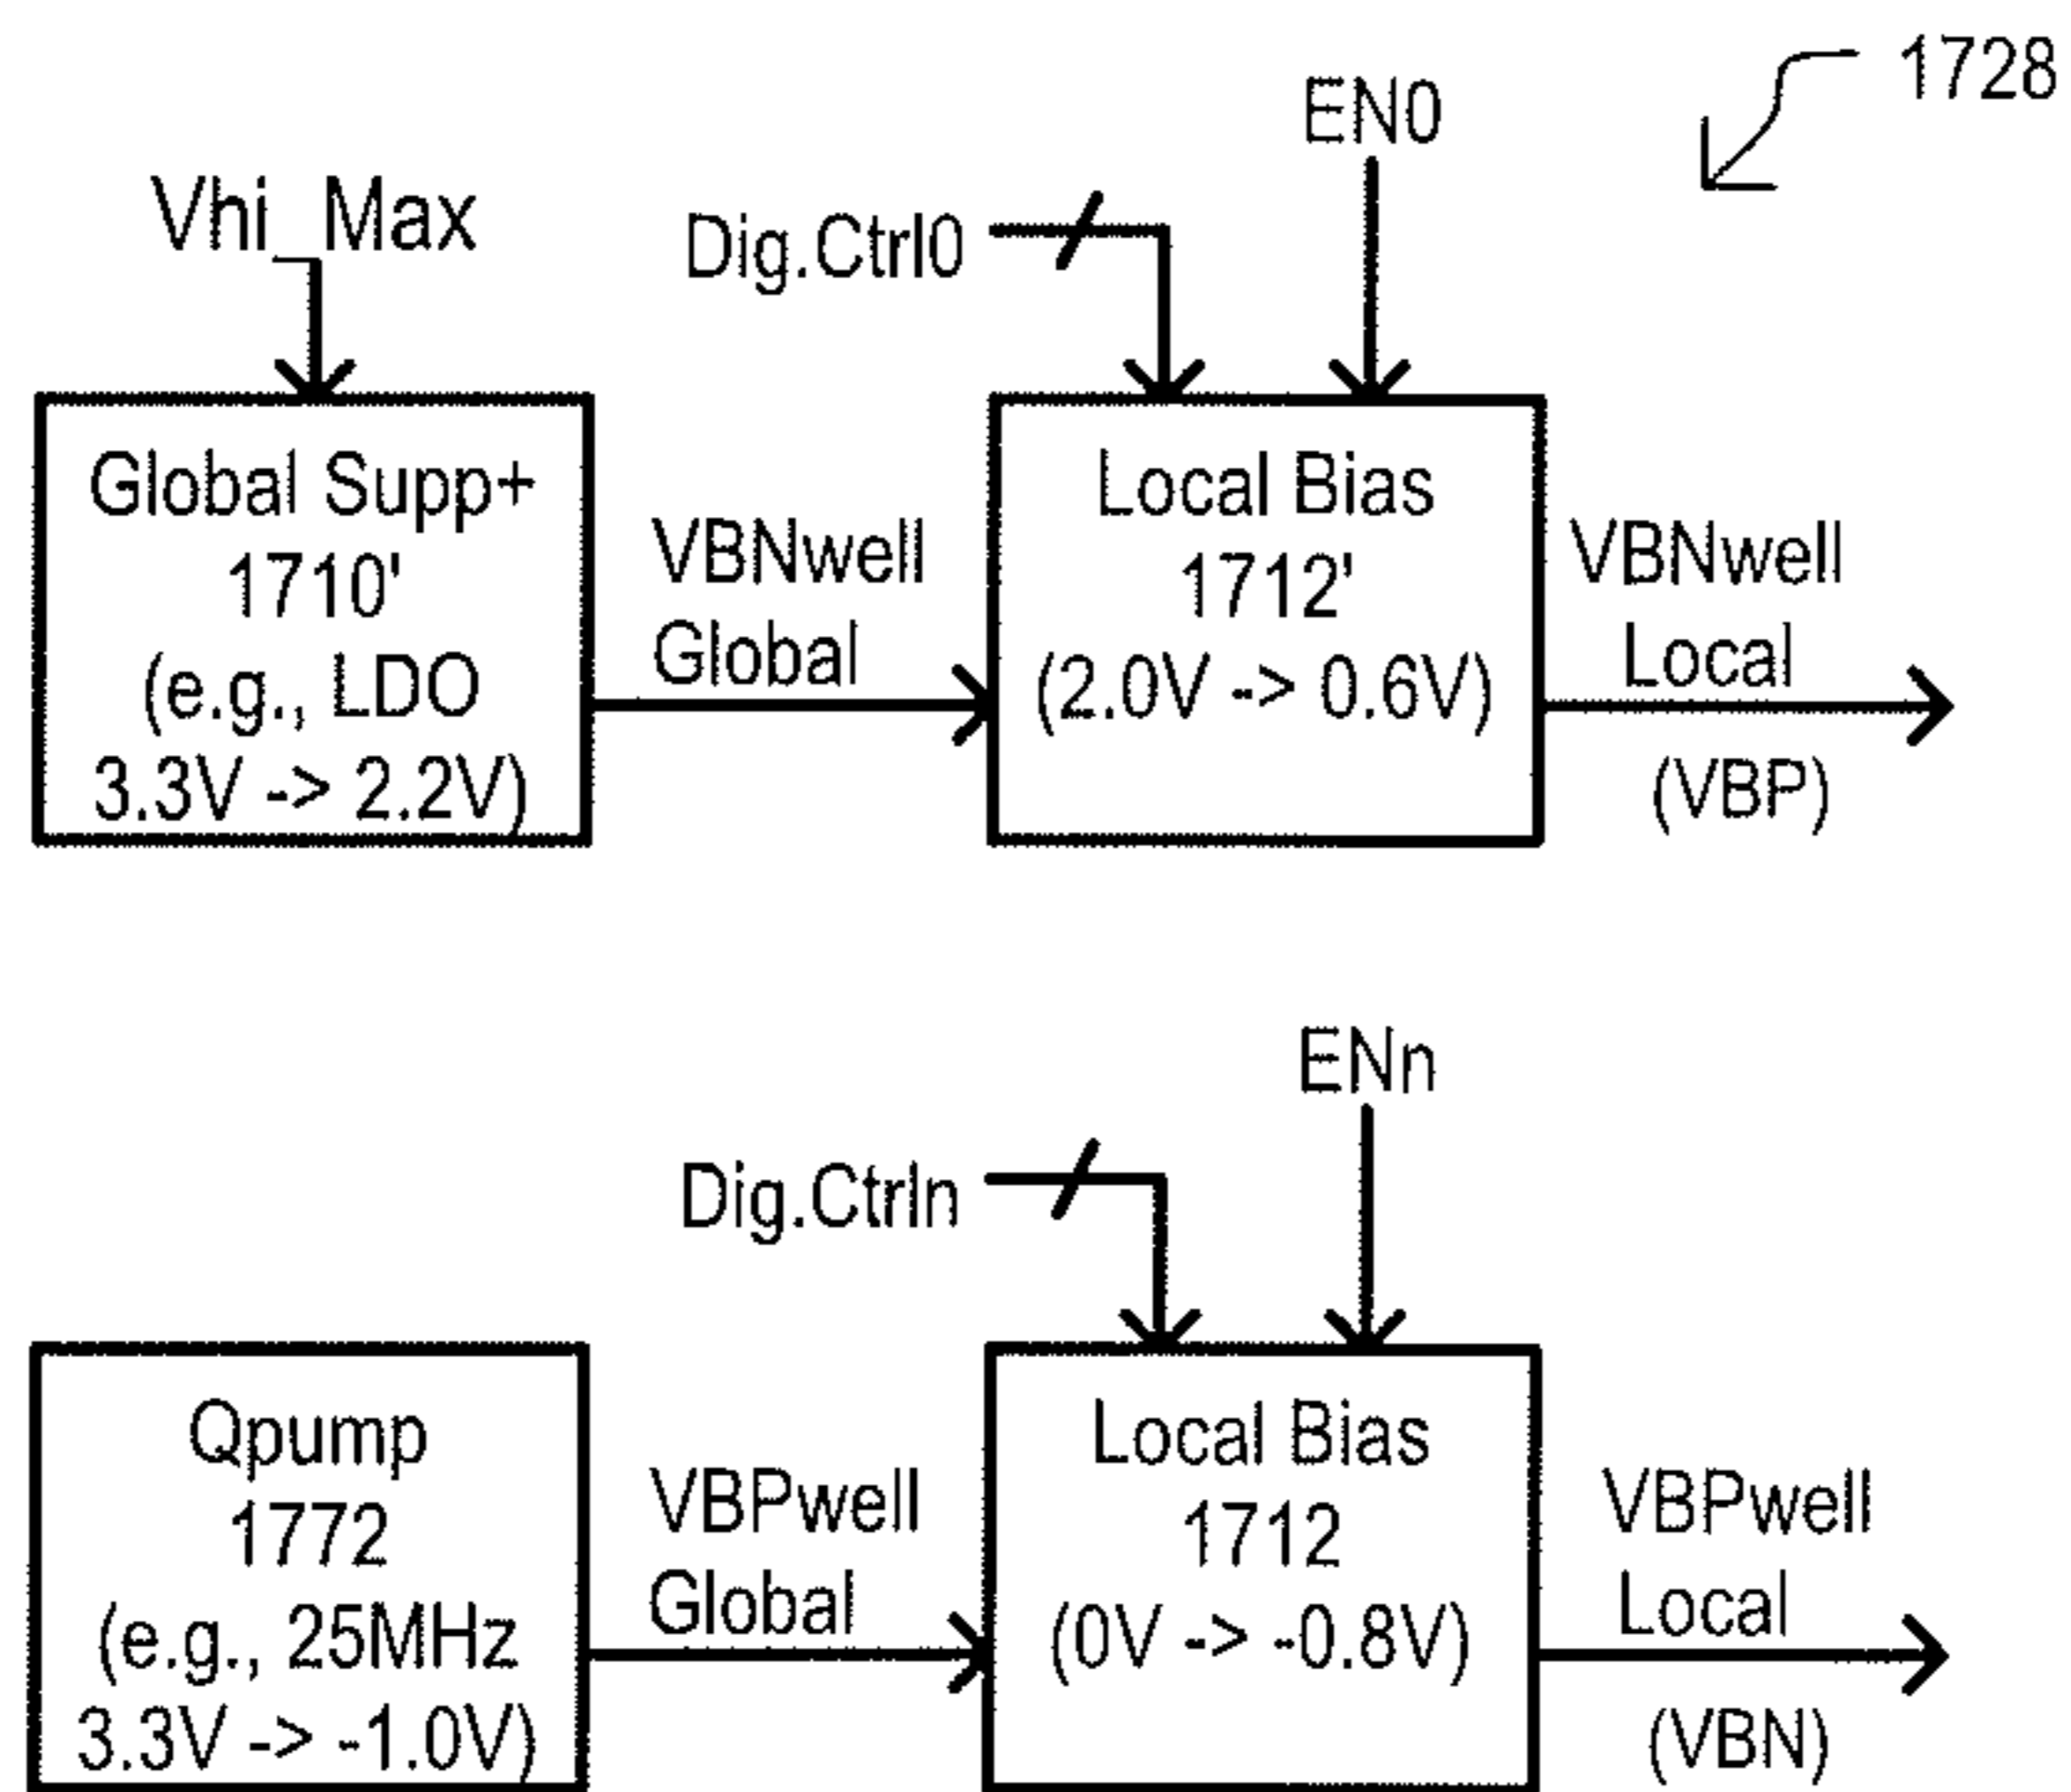 1728
EN0
Vhi_Max
Dig.Ctrl0
Global Supp+
1710'
(e.g., LDO
3.3V -> 2.2V)
VBNwell
Global
Local Bias
1712'
(2.0V -> 0.6V)
VBNwell
Local
(VBP)
ENn
Dig.Ctrln
Qpump
1772
(e.g., 25MHz
3.3V -> -1.0V)
VBPwell
Global
Local Bias
1712
(0V -> -0.8V)
VBPwell
Local
(VBN)